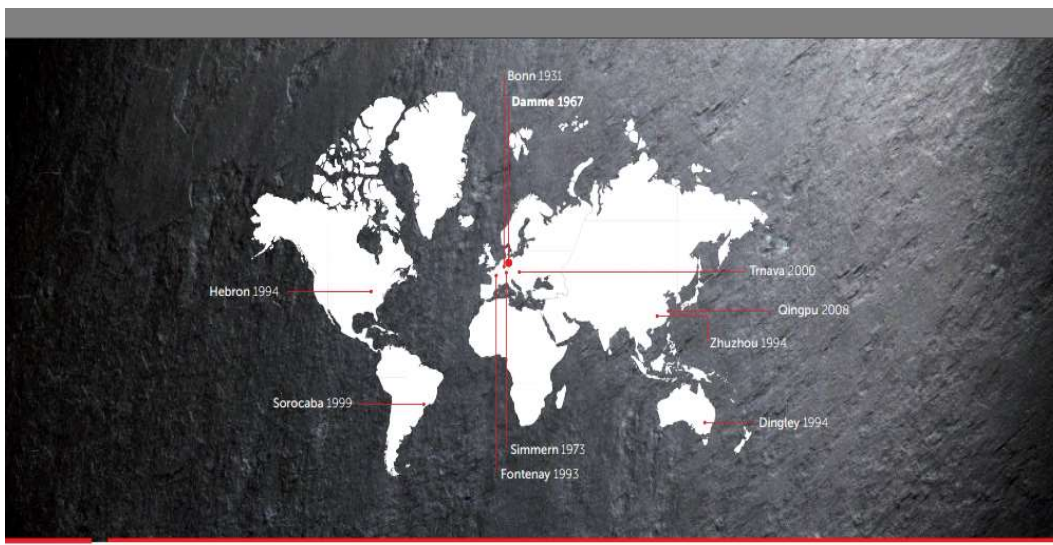 Bonn 1931
Damme 1967
Trnava 2000
Hebron 1994
Qingpu 2008
Zhuzhou 1994
Sorocaba 1999
Dingley 1994
Simmern 1973
Fontenay 1993